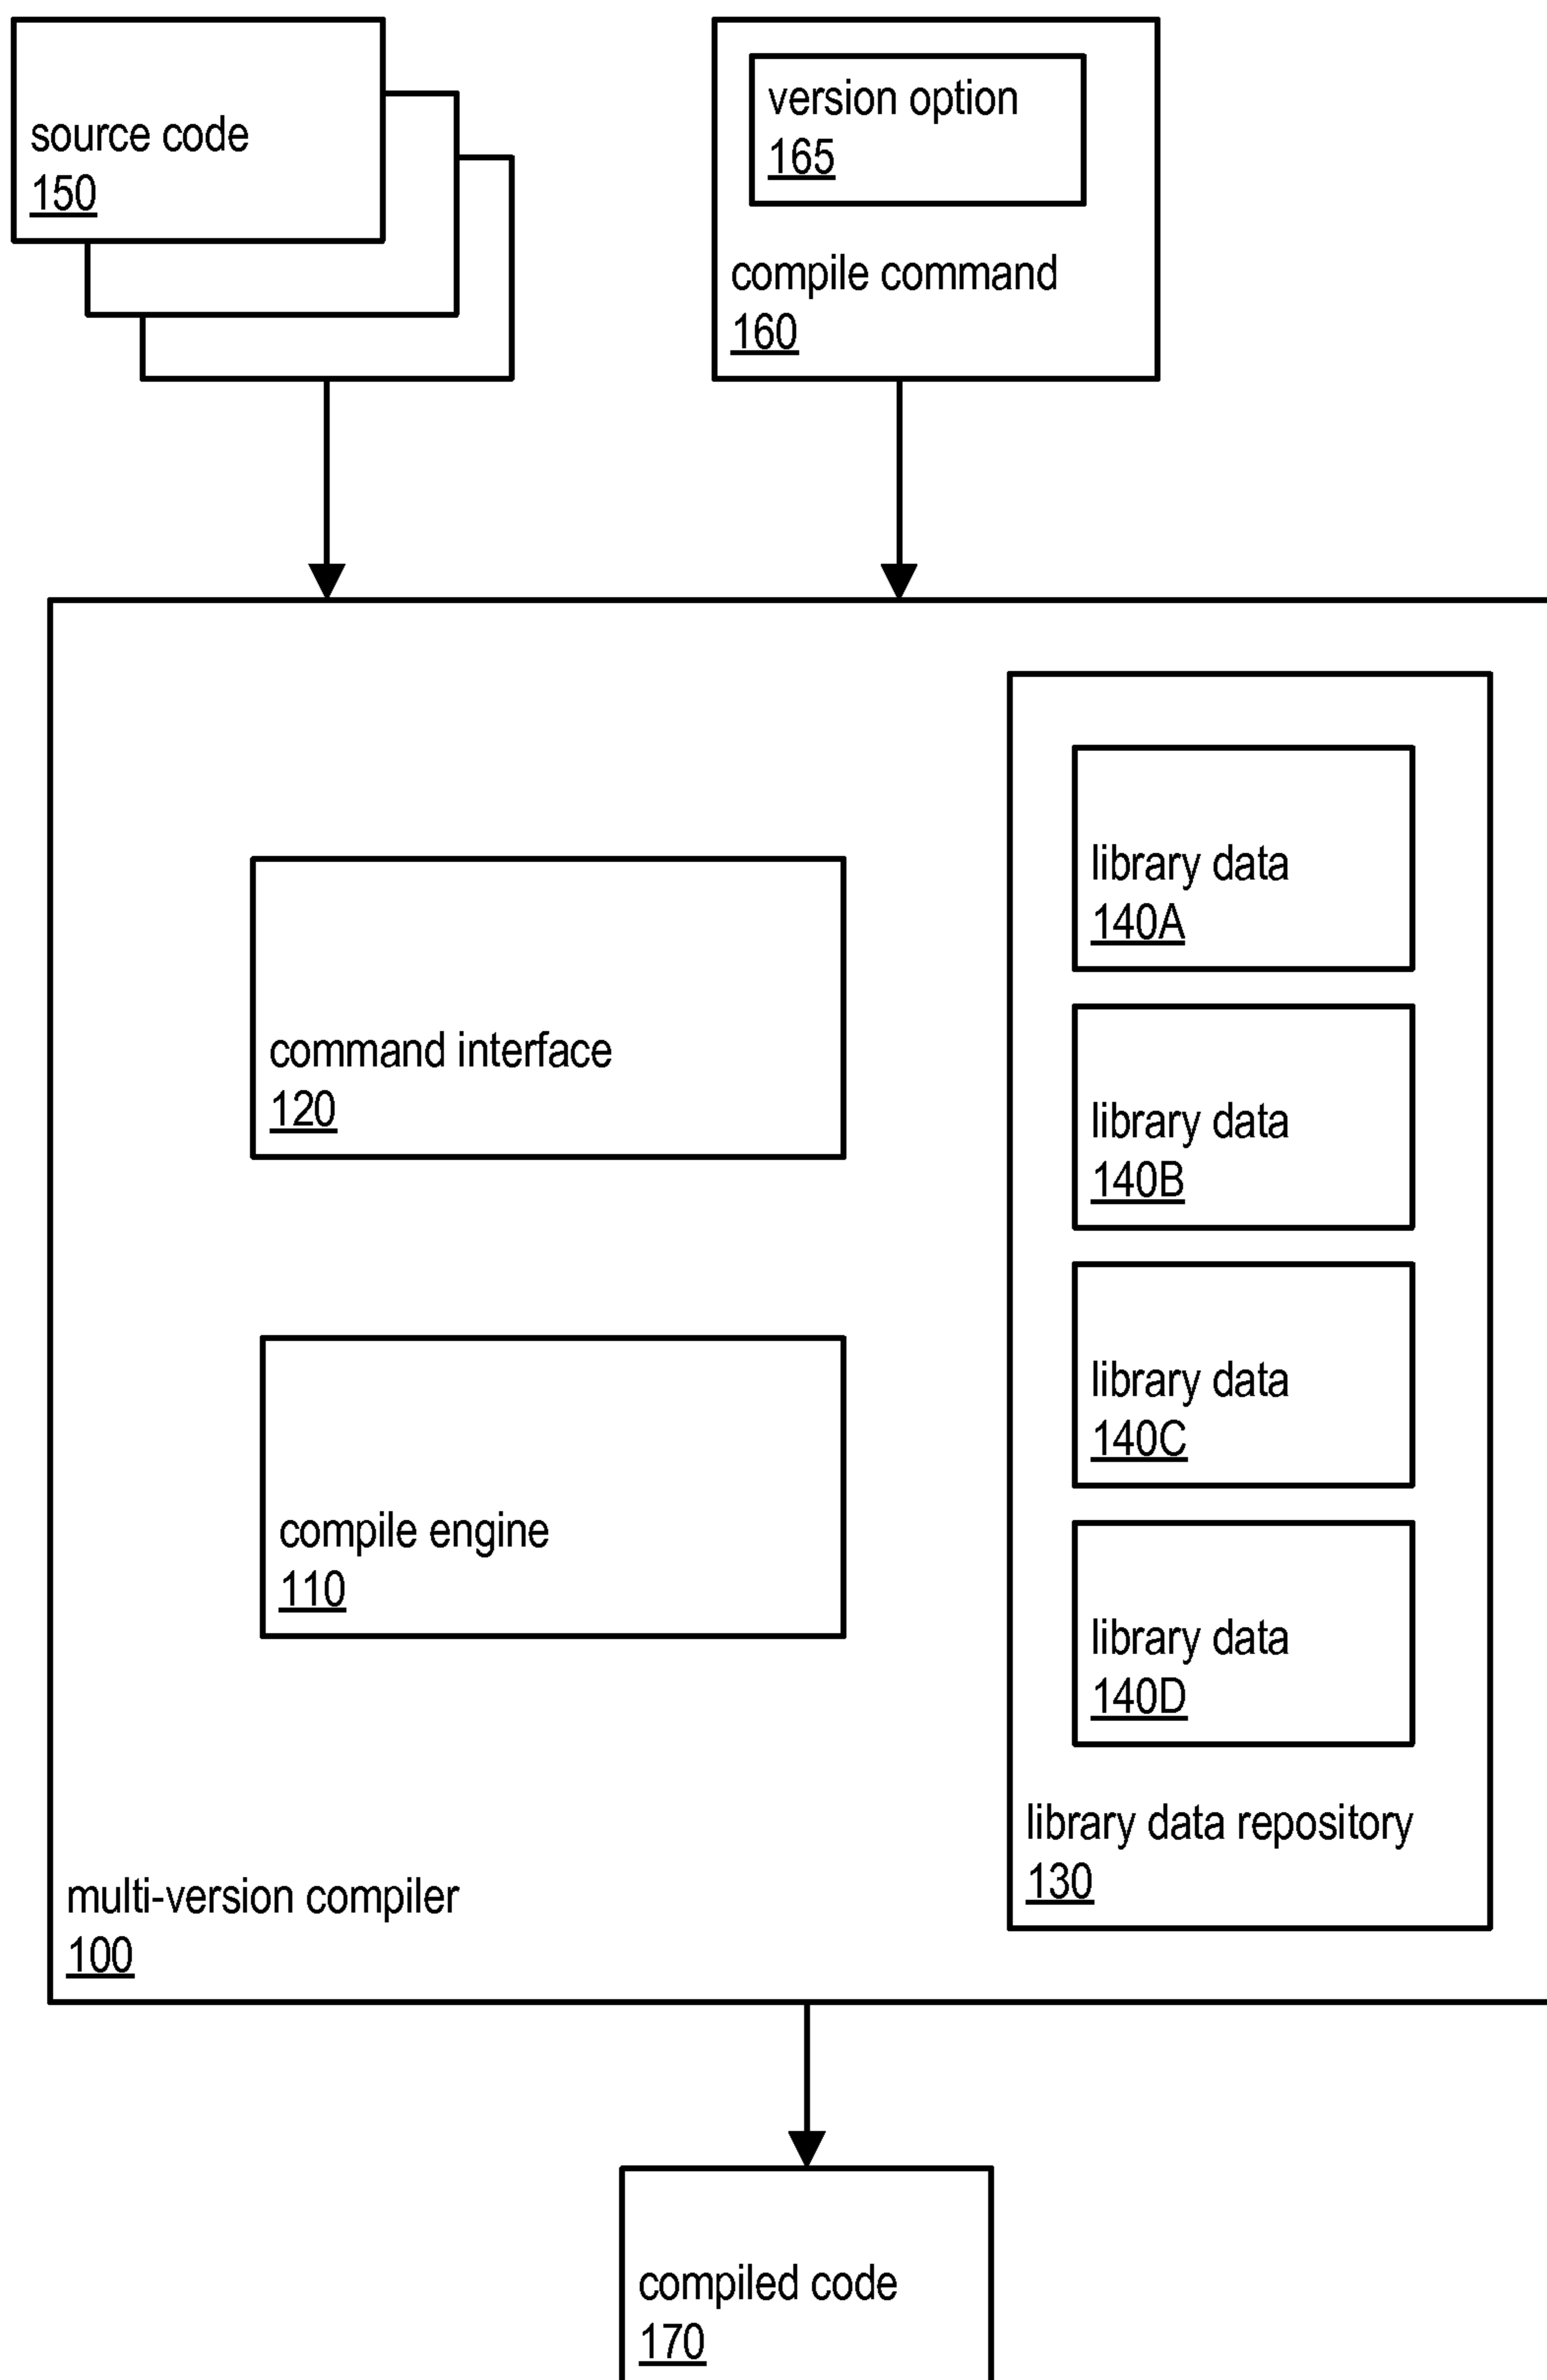 source code
150
version option
165
compile command
160
library data
140A
command interface
120
library data
140B
library data
140C
compile engine
110
library data
140D
library data repository
130
multi-version compiler
100
compiled code
170